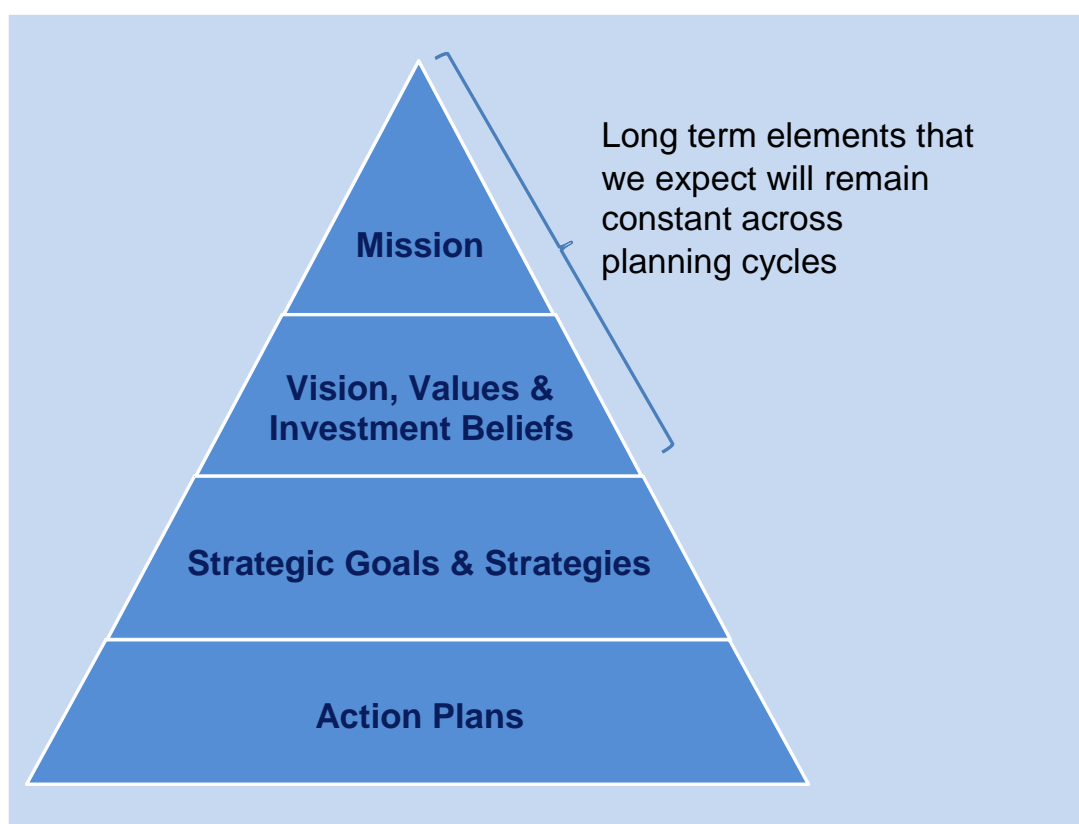 Long term elements that
we expect will remain
constant across
planning cycles
Mission
Vision, Values &
Investment Beliefs
Strategic Goals & Strategies
Action Plans